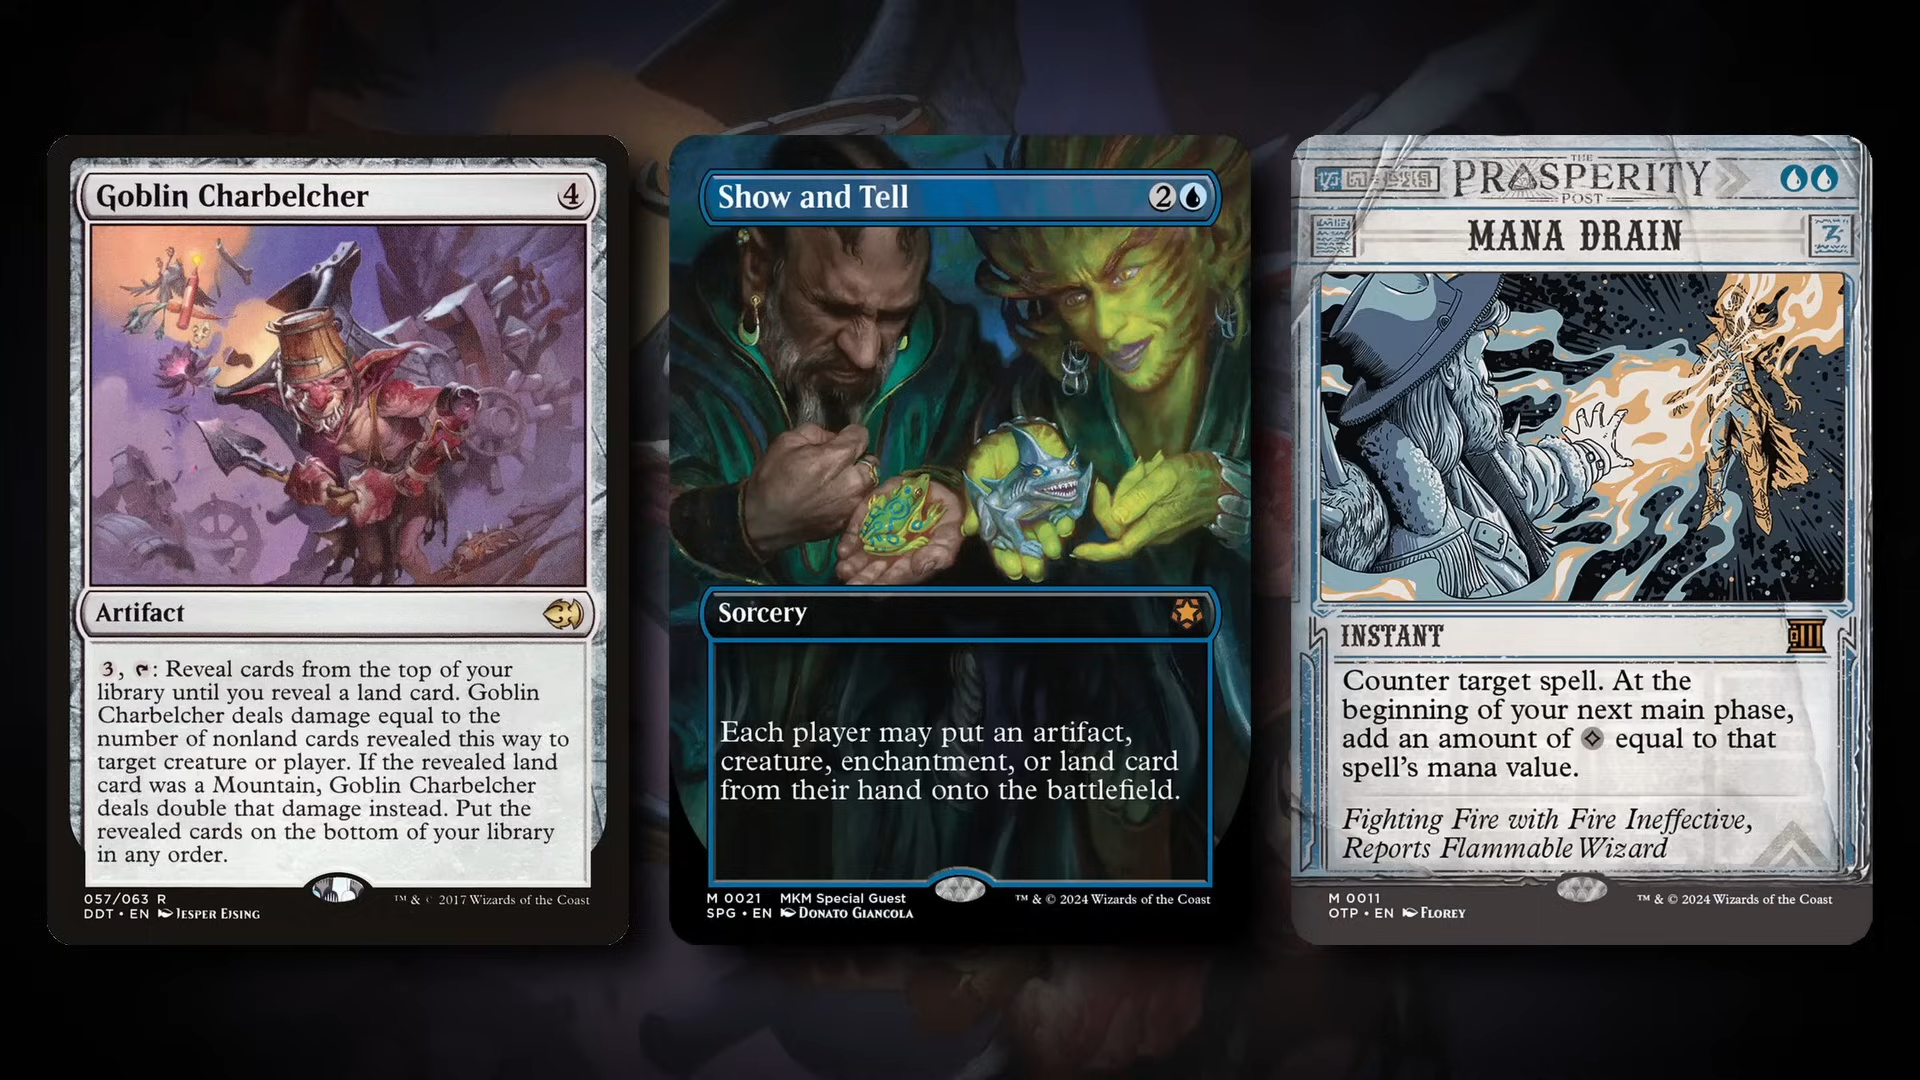 Goblin Charbelcher 4
Artifact
3, : Reveal cards from the top of your
library until you reveal a land card. Goblin
Charbelcher deals damage equal to the
number of nonland cards revealed this way to
target creature or player. If the revealed land
card was a Mountain, Goblin Charbelcher
deals double that damage instead. Put the
revealed cards on the bottom of your library
in any order.
057/063 R
DDT • EN Jesper Eising
™ & © 2017 Wizards of the Coast
Show and Tell 2
Sorcery
Each player may put an artifact,
creature, enchantment, or land card
from their hand onto the battlefield.
M 0021 MKM Special Guest
SPG • EN Donato Giancola
™ & © 2024 Wizards of the Coast
THE
PROSPERITY
POST
MANA DRAIN
INSTANT
Counter target spell. At the
beginning of your next main phase,
add an amount of equal to that
spell's mana value.
Fighting Fire with Fire Ineffective,
Reports Flammable Wizard
M 0011
OTP • EN Florey
™ & © 2024 Wizards of the Coast